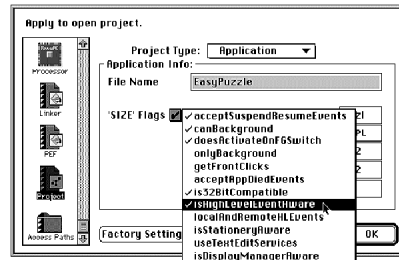 Apply to open project.
Project Type: Application
Application Info:
File Name EasyPuzzle
'SIZE' Flags
acceptSuspendResumeEvents
canBackground
doesActivateOnFGSwitch
onlyBackground
getFrontClicks
acceptAppDiedEvents
is32BitCompatible
isHighLevelEventAware
localAndRemoteHLEvents
isStationeryAware
useTextEditServices
isDisplayManagerAware
Processor
Linker
PEF
Project
Access Paths
Factory Setting
OK